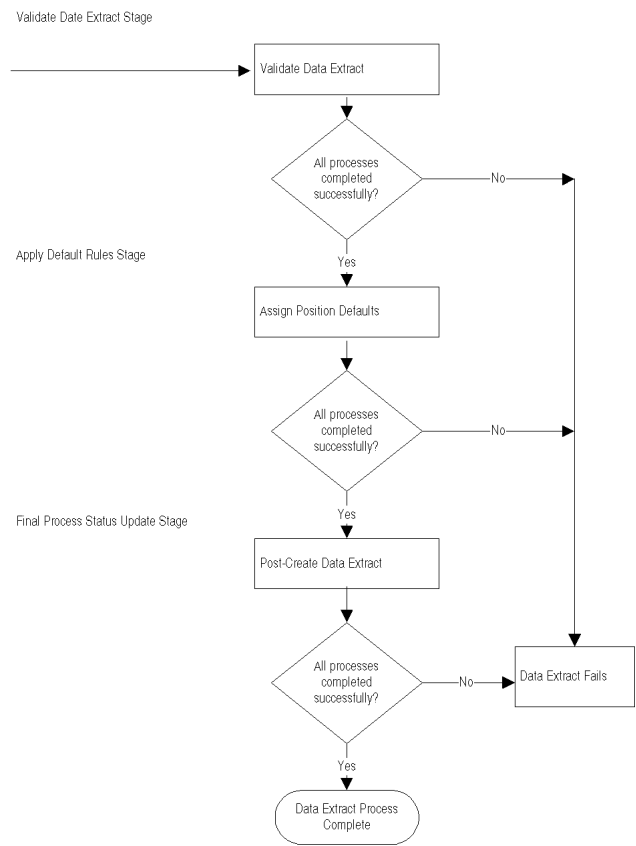 Validate Date Extract Stage
Validate Data Extract
All processes
completed
successfully?
No
Yes
Apply Default Rules Stage
Assign Position Defaults
All processes
completed
successfully?
No
Yes
Final Process Status Update Stage
Post-Create Data Extract
All processes
completed
successfully?
No
Data Extract Fails
Yes
Data Extract Process
Complete